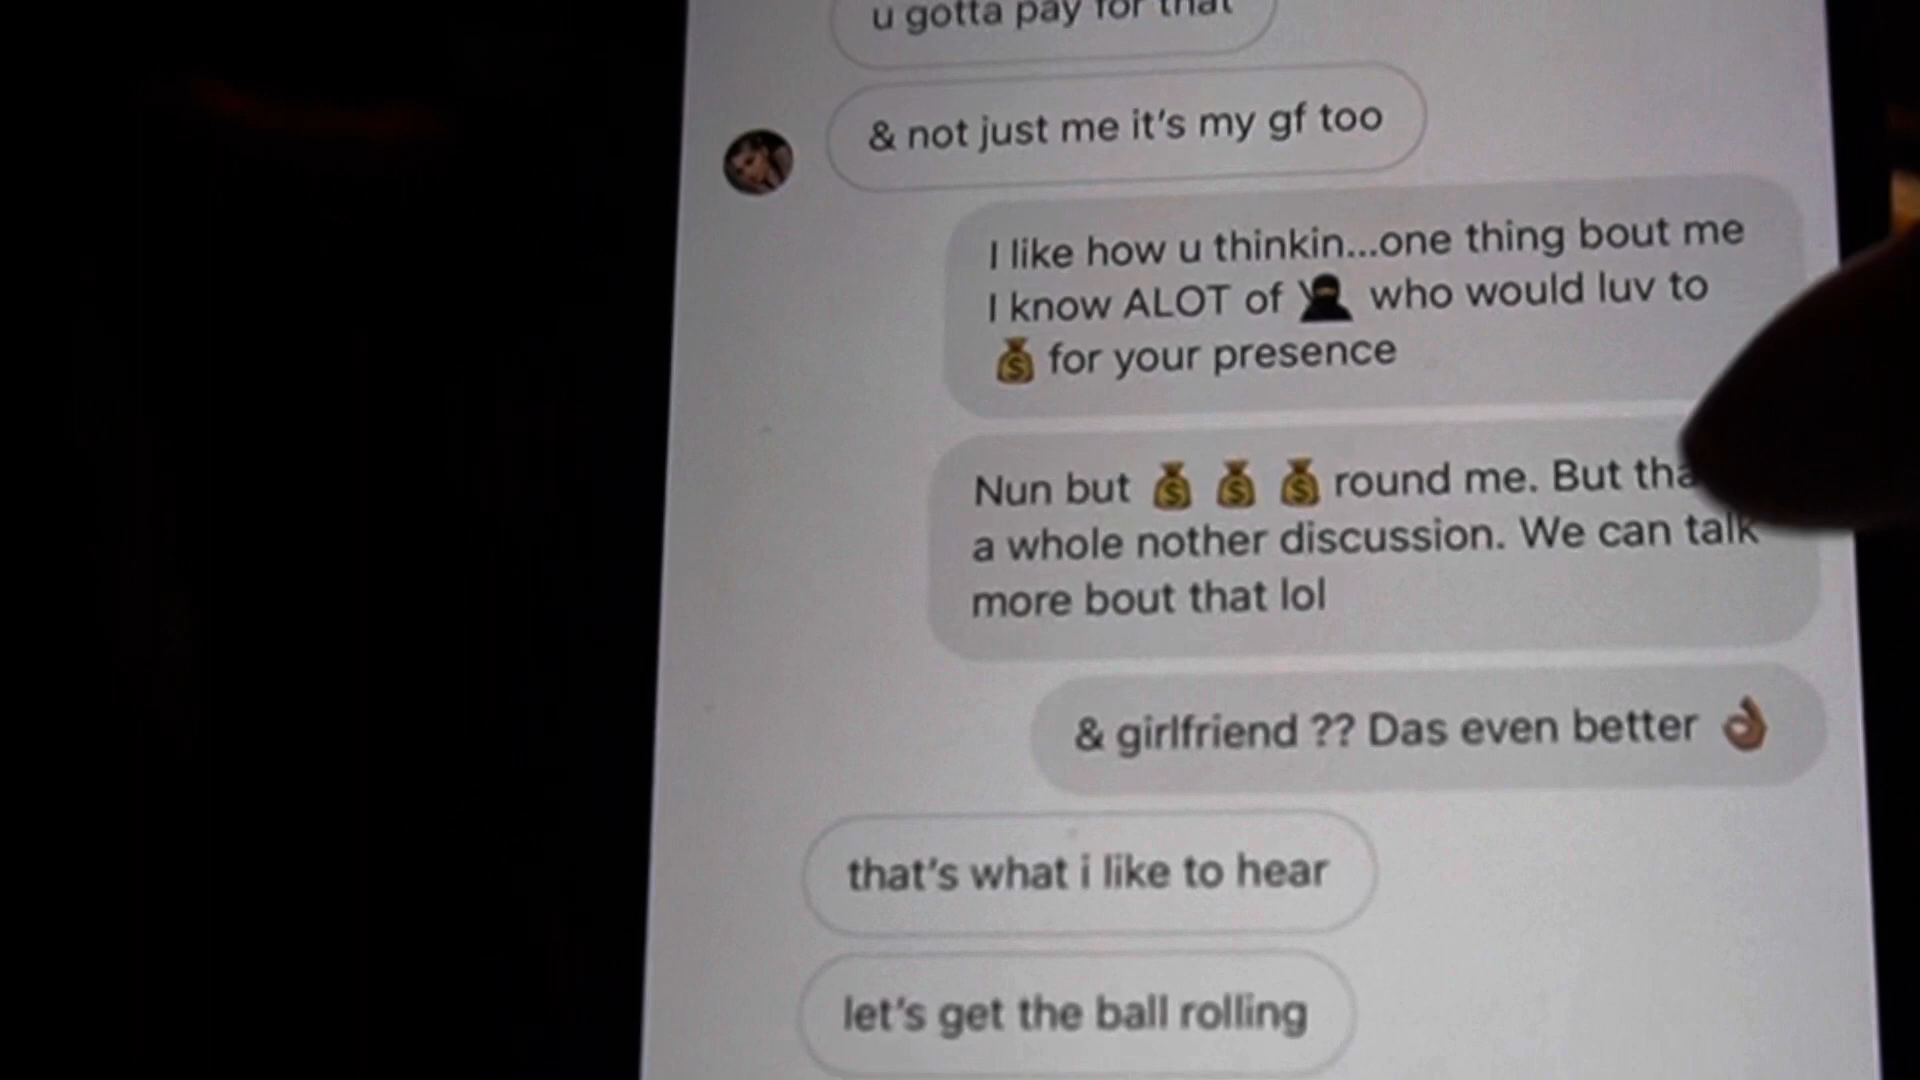 u gotta pay for that
& not just me it's my gf too
I like how u thinkin...one thing bout me
I know ALOT of 🥷 who would luv to
💰 for your presence
Nun but 💰 💰 💰 round me. But
a whole nother discussion. We can talk
more bout that lol
& girlfriend ?? Das even better 👌🏾
that's what i like to hear
let's get the ball rolling